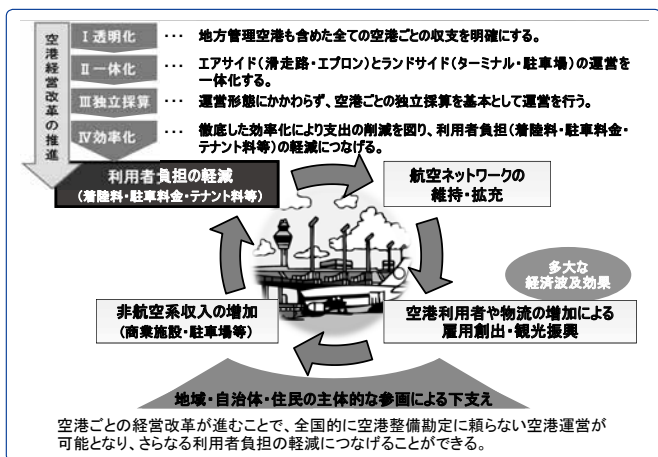 空港経営改革の推進
Ⅰ透明化 ・・・ 地方管理空港も含めた全ての空港ごとの収支を明確にする。
Ⅱ一体化 ・・・ エアサイド(滑走路・エプロン)とランドサイド(ターミナル・駐車場)の運営を
一体化する。
Ⅲ独立採算 ・・・ 運営形態にかかわらず、空港ごとの独立採算を基本として運営を行う。
Ⅳ効率化 ・・・ 徹底した効率化により支出の削減を図り、利用者負担(着陸料・駐車料金・
テナント料等)の軽減につなげる。
利用者負担の軽減
(着陸料・駐車料金・テナント料等)
航空ネットワークの
維持・拡充
多大な
経済波及効果
非航空系収入の増加
(商業施設・駐車場等)
空港利用者や物流の増加による
雇用創出・観光振興
地域・自治体・住民の主体的な参画による下支え
空港ごとの経営改革が進むことで、全国的に空港整備勘定に頼らない空港運営が
可能となり、さらなる利用者負担の軽減につなげることができる。